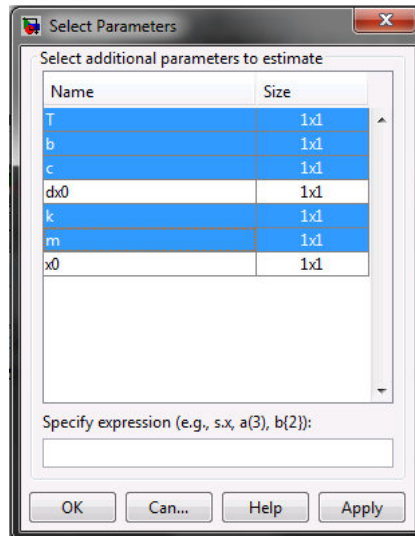 Select Parameters
Select additional parameters to estimate
Name Size
T 1x1
b 1x1
c 1x1
dx0 1x1
k 1x1
m 1x1
x0 1x1
Specify expression (e.g., s.x, a(3), b{2}):
OK Can... Help Apply